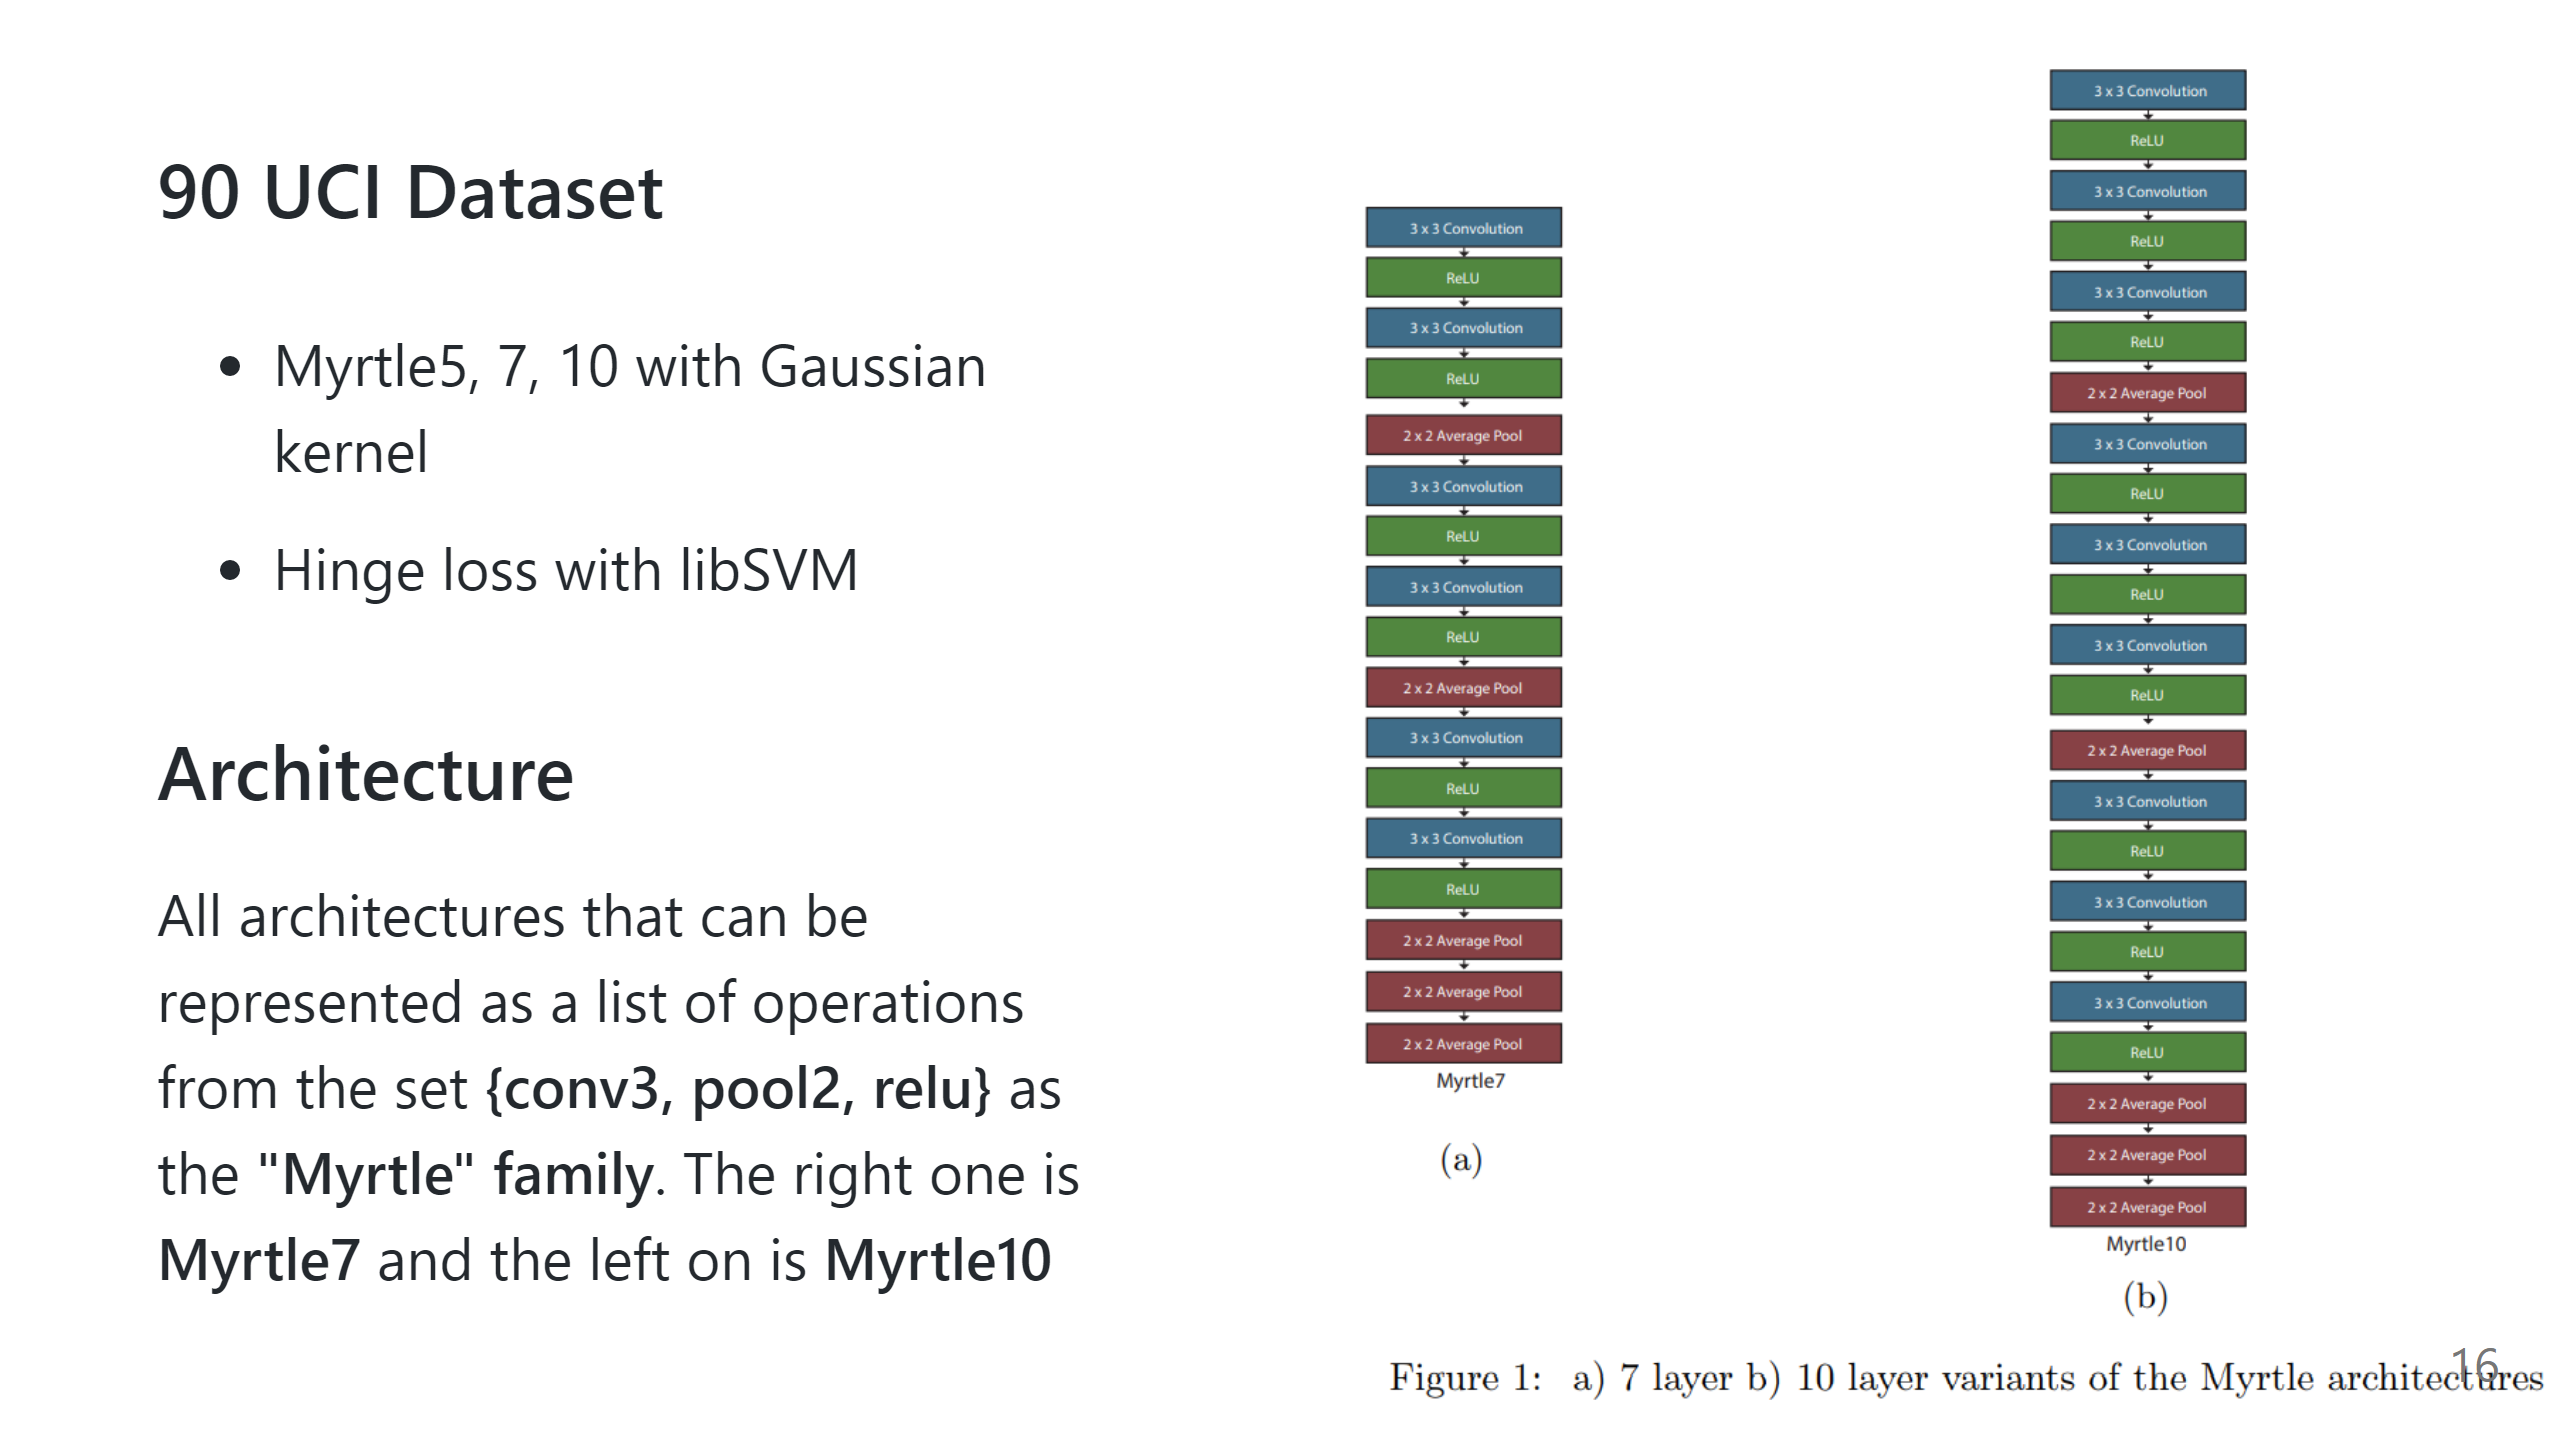 90 UCI Dataset
• Myrtle5, 7, 10 with Gaussian
kernel
• Hinge loss with libSVM
Architecture
All architectures that can be
represented as a list of operations
from the set {conv3, pool2, relu} as
the "Myrtle" family. The right one is
Myrtle7 and the left on is Myrtle10
3 x 3 Convolution
ReLU
3 x 3 Convolution
ReLU
2 x 2 Average Pool
3 x 3 Convolution
ReLU
3 x 3 Convolution
ReLU
2 x 2 Average Pool
3 x 3 Convolution
ReLU
3 x 3 Convolution
ReLU
2 x 2 Average Pool
2 x 2 Average Pool
2 x 2 Average Pool
Myrtle7
(a)
3 x 3 Convolution
ReLU
3 x 3 Convolution
ReLU
3 x 3 Convolution
ReLU
2 x 2 Average Pool
3 x 3 Convolution
ReLU
3 x 3 Convolution
ReLU
3 x 3 Convolution
ReLU
2 x 2 Average Pool
3 x 3 Convolution
ReLU
3 x 3 Convolution
ReLU
3 x 3 Convolution
ReLU
2 x 2 Average Pool
2 x 2 Average Pool
2 x 2 Average Pool
Myrtle10
(b)
Figure 1: a) 7 layer b) 10 layer variants of the Myrtle architectures
16